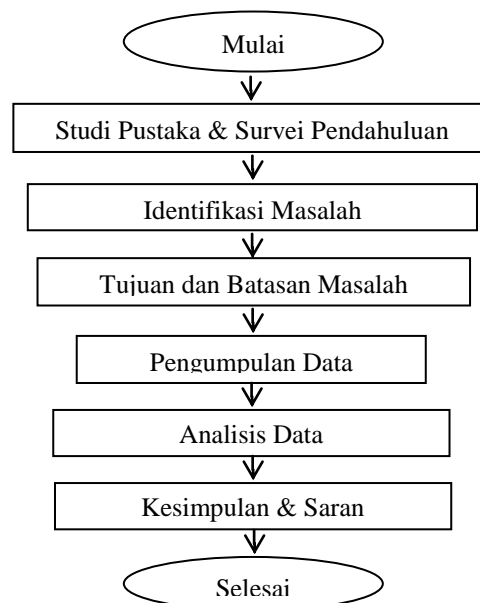 Mulai
Studi Pustaka & Survei Pendahuluan
Identifikasi Masalah
Tujuan dan Batasan Masalah
Pengumpulan Data
Analisis Data
Kesimpulan & Saran
Selesai